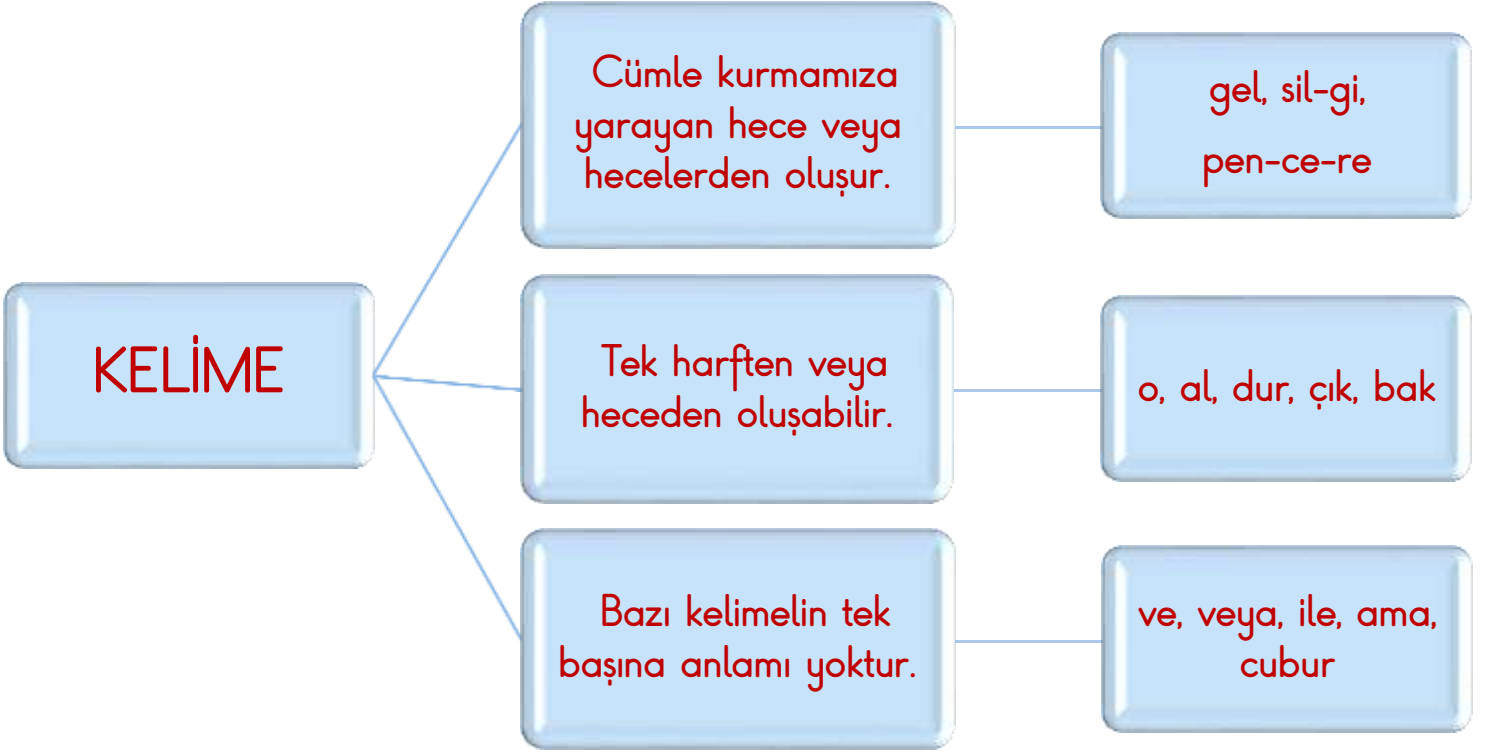 KELİME
Cümle kurmamıza
yarayan hece veya
hecelerden oluşur.
gel, sil-gi,
pen-ce-re
Tek harften veya
heceden oluşabilir.
o, al, dur, çık, bak
Bazı kelimelin tek
başına anlamı yoktur.
ve, veya, ile, ama,
cubur